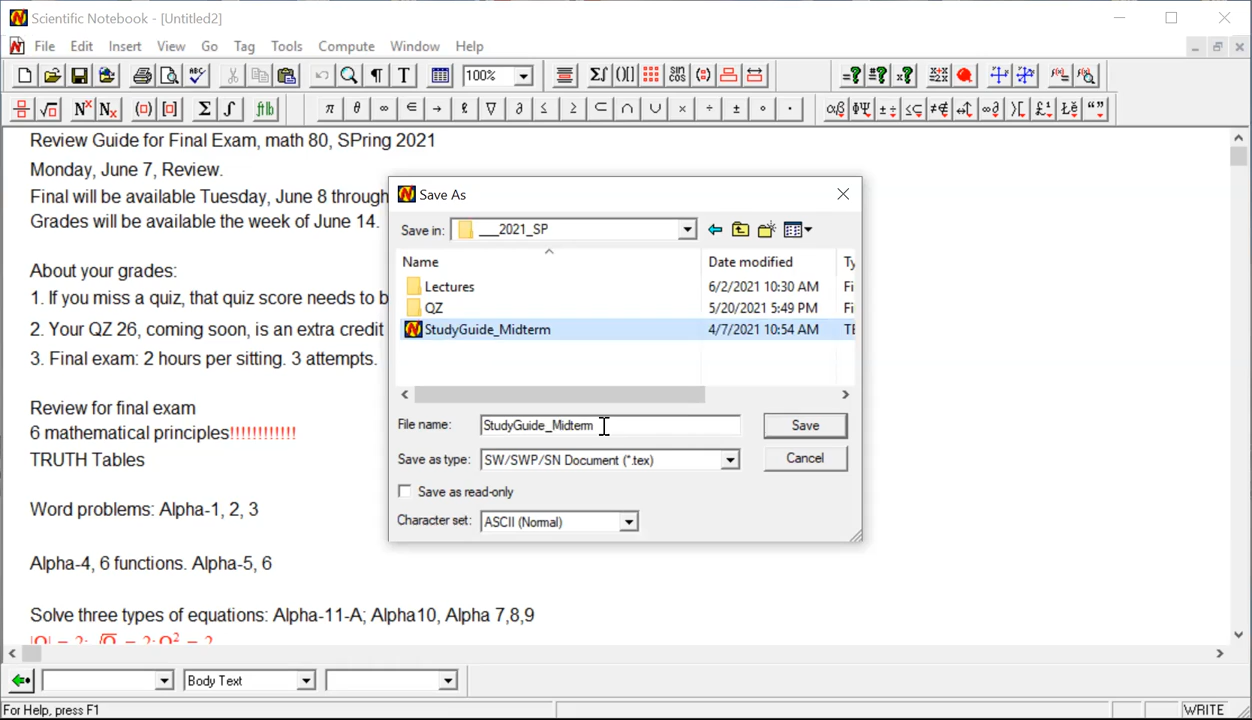 Scientific Notebook - [Untitled2]
File Edit Insert View Go Tag Tools Compute Window Help
100%
Review Guide for Final Exam, math 80, SPring 2021
Monday, June 7, Review.
Final will be available Tuesday, June 8 through
Grades will be available the week of June 14.
About your grades:
1. If you miss a quiz, that quiz score needs to b
2. Your QZ 26, coming soon, is an extra credit
3. Final exam: 2 hours per sitting. 3 attempts.
Review for final exam
6 mathematical principles!!!!!!!!!!!!
TRUTH Tables
Word problems: Alpha-1, 2, 3
Alpha-4, 6 functions. Alpha-5, 6
Solve three types of equations: Alpha-11-A; Alpha10, Alpha 7,8,9
Save As
Save in: ___2021_SP
Name Date modified Ty
Lectures 6/2/2021 10:30 AM Fi
QZ 5/20/2021 5:49 PM Fi
StudyGuide_Midterm 4/7/2021 10:54 AM TE
File name: StudyGuide_Midterm Save
Save as type: SW/SWP/SN Document (*.tex) Cancel
Save as read-only
Character set: ASCII (Normal)
Body Text
For Help, press F1 WRITE